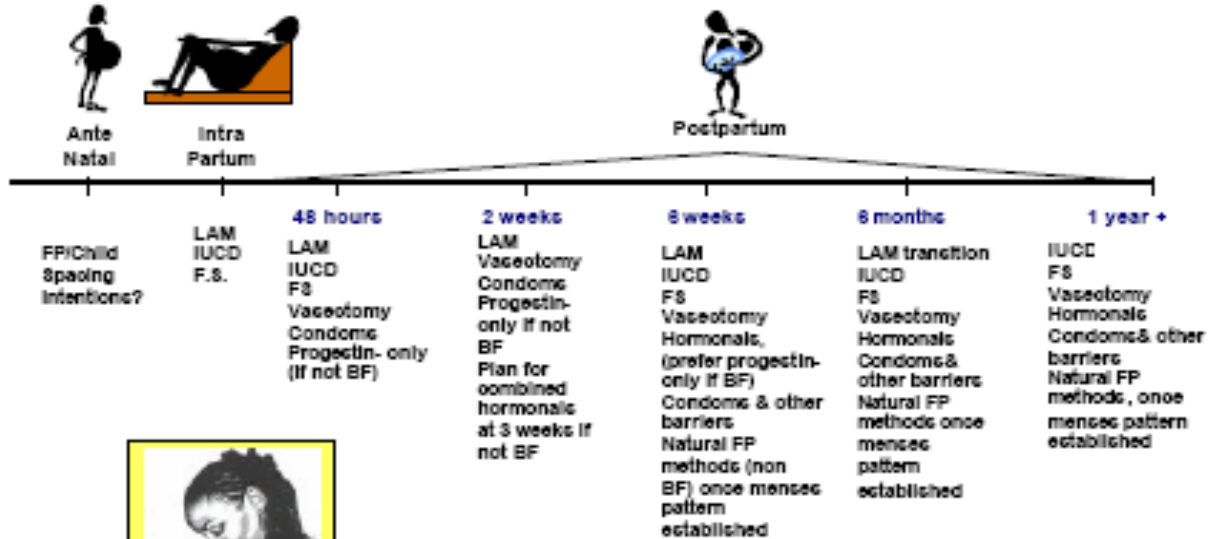 Ante
Natal
Intra
Partum
Postpartum
48 hours
2 weeks
6 weeks
6 months
1 year +
FP/Child
Spacing
Intentions?
LAM
IUCD
F.S.
LAM
IUCD
FS
Vasectomy
Condoms
Progestin- only
(if not BF)
LAM
Vasectomy
Condoms
Progestin-
only if not
BF
Plan for
combined
hormonals
at 3 weeks if
not BF
LAM
IUCD
FS
Vasectomy
Hormonals,
(prefer progestin-
only if BF)
Condoms & other
barriers
Natural FP
methods (non
BF) once menses
pattern
established
LAM transition
IUCD
FS
Vasectomy
Hormonals
Condoms&
other barriers
Natural FP
methods once
menses
pattern
established
IUCD
FS
Vasectomy
Hormonals
Condoms& other
barriers
Natural FP
methods, once
menses pattern
established